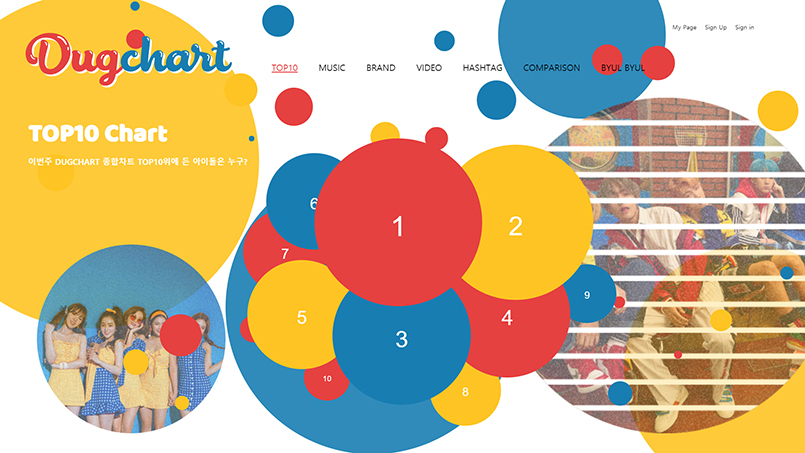 My Page Sign Up Sign in
Dugchart
TOP10 MUSIC BRAND VIDEO HASHTAG COMPARISON BYUL BYUL
TOP10 Chart
이번주 DUGCHART 종합차트 TOP10위에 든 아이돌은 누구?
1
2
3
4
5
6
7
8
9
10